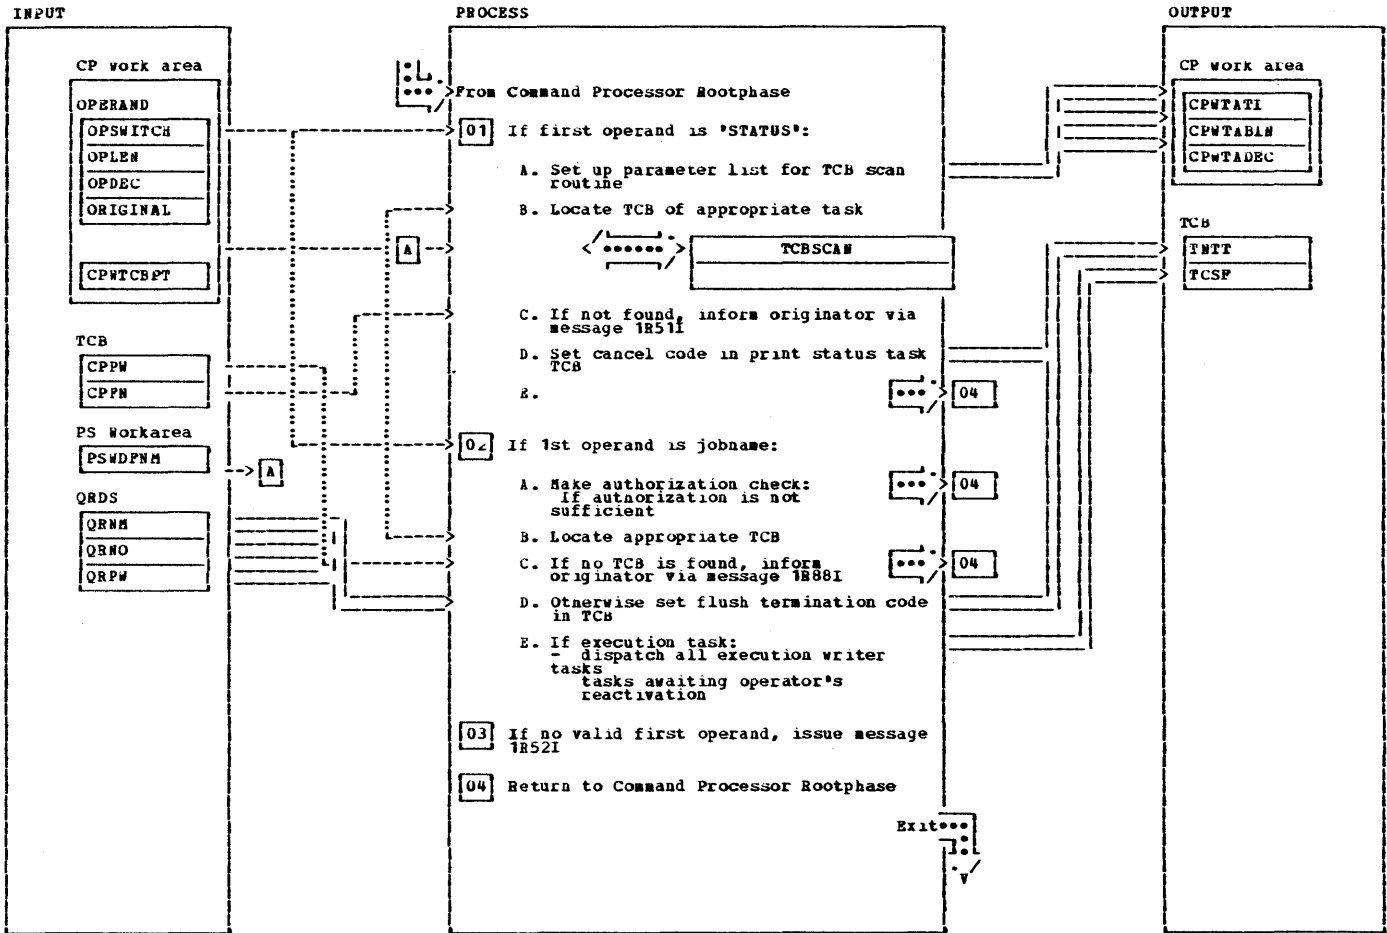 INPUT
CP work area
OPERAND
OPSWITCH
OPLEN
OPDEC
ORIGINAL
CPWTCBPT
TCB
CPPW
CPFN
PS Workarea
PSWDFNM
A
QRDS
QRNM
QRNO
QRPW
PROCESS
From Command Processor Rootphase
01 If first operand is 'STATUS':
A. Set up parameter list for TCB scan
routine
B. Locate TCB of appropriate task
A
TCBSCAN
C. If not found, inform originator via
message 1R51I
D. Set cancel code in print status task
TCB
E.
04
02 If 1st operand is jobname:
A. Make authorization check:
If authorization is not
sufficient
04
B. Locate appropriate TCB
C. If no TCB is found, inform
originator via message 1R88I
04
D. Otherwise set flush termination code
in TCB
E. If execution task:
- dispatch all execution writer
tasks
tasks awaiting operator's
reactivation
03 If no valid first operand, issue message
1R52I
04 Return to Command Processor Rootphase
Exit
OUTPUT
CP work area
CPWTATI
CPWTABIN
CPWTADEC
TCB
TNTT
TCSF